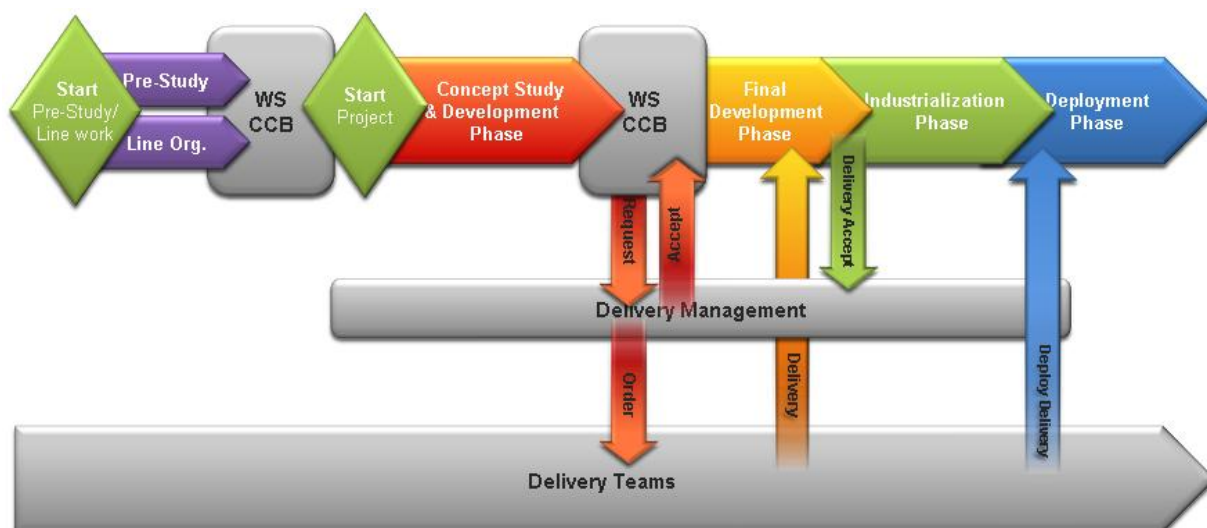 Start
Pre-Study/
Line work
Pre-Study
Line Org.
WS
CCB
Start
Project
Concept Study
& Development
Phase
WS
CCB
Final
Development
Phase
Industrialization
Phase
Deployment
Phase
Request
Accept
Delivery Accept
Delivery Management
Order
Delivery
Deploy Delivery
Delivery Teams